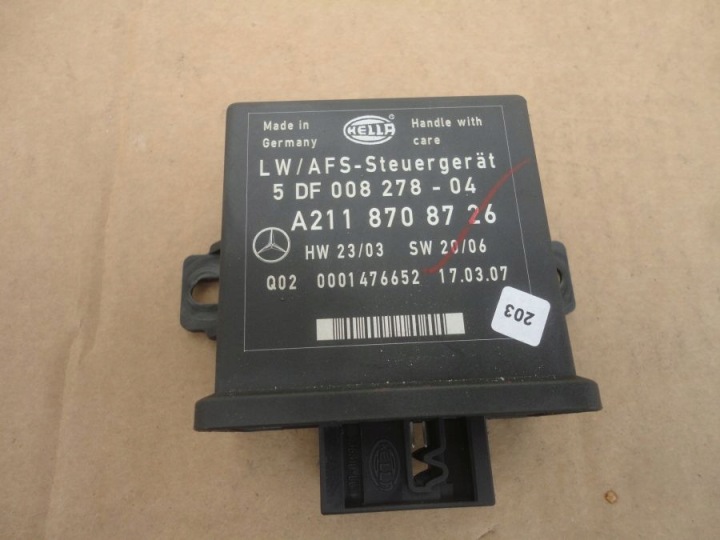 Made in
Germany
HELLA
®
Handle with
care
LW/AFS-Steuergerät
5 DF 008 278 - 04
A211 870 87 26
HW 23/03 SW 20/06
Q02 0001476652 17.03.07
203
HELLA